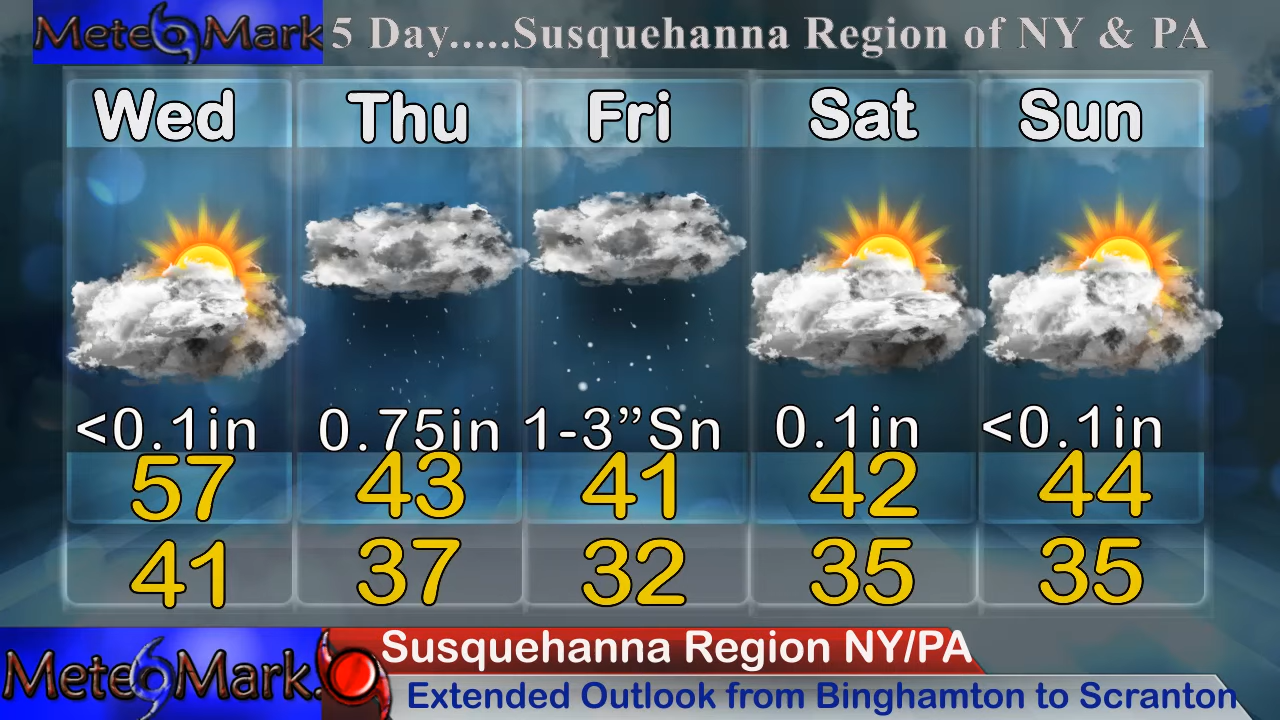 MeteoMark 5 Day.....Susquehanna Region of NY & PA
Wed Thu Fri Sat Sun
<0.1in 0.75in 1-3”Sn 0.1in <0.1in
57 43 41 42 44
41 37 32 35 35
Susquehanna Region NY/PA
MeteoMark.
Extended Outlook from Binghamton to Scranton